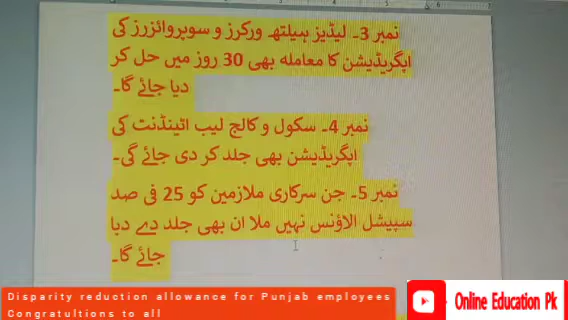 نمبر 3۔ لیڈیز ہیلتھ ورکرز و سوپروائزرز کی
اپگریڈیشن کا معاملہ بھی 30 روز میں حل کر
دیا جائے گا۔
نمبر 4۔ سکول و کالج لیب اٹینڈنٹ کی
اپگریڈیشن بھی جلد کر دی جائے گی۔
نمبر 5۔ جن سرکاری ملازمین کو 25 فی صد
سپیشل الاؤنس نہیں ملا ان بھی جلد دے دیا
جائے گا۔
Disparity reduction allowance for Punjab employees
Congratultions to all
Online Education Pk